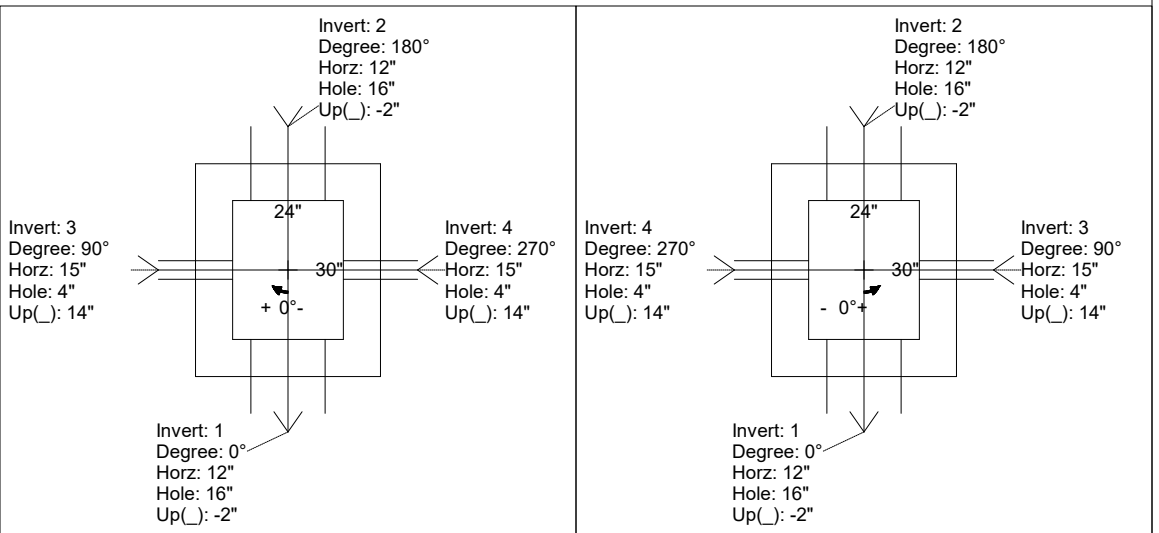 Invert: 2
Degree: 180°
Horz: 12"
Hole: 16"
Up(_): -2"
Invert: 3
Degree: 90°
Horz: 15"
Hole: 4"
Up(_): 14"
24"
30"
+ 0°-
Invert: 4
Degree: 270°
Horz: 15"
Hole: 4"
Up(_): 14"
Invert: 1
Degree: 0°
Horz: 12"
Hole: 16"
Up(_): -2"
Invert: 2
Degree: 180°
Horz: 12"
Hole: 16"
Up(_): -2"
Invert: 4
Degree: 270°
Horz: 15"
Hole: 4"
Up(_): 14"
24"
30"
- 0°+
Invert: 3
Degree: 90°
Horz: 15"
Hole: 4"
Up(_): 14"
Invert: 1
Degree: 0°
Horz: 12"
Hole: 16"
Up(_): -2"